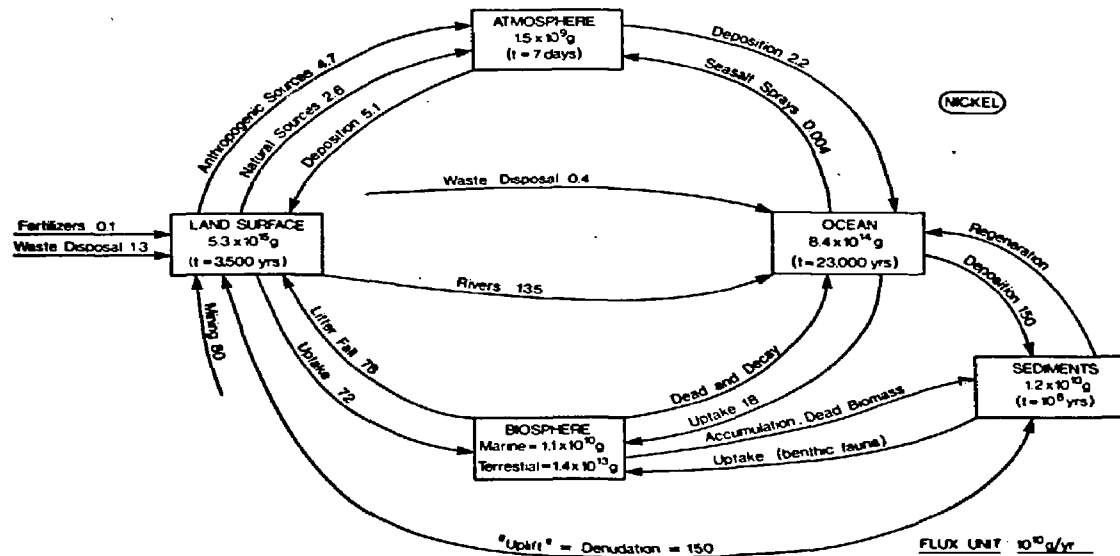 ATMOSPHERE
1.5 x 10⁹g
(t = 7 days)
Deposition 2.2
Seasalt Sprays 0.004
NICKEL
Anthropogenic Sources 4.7
Natural Sources 2.6
Deposition 5.1
Waste Disposal 0.4
Fertilizers 0.1
Waste Disposal 1.3
LAND SURFACE
5.3 x 10¹⁵g
(t = 3,500 yrs)
OCEAN
8.4 x 10¹⁴g
(t = 23,000 yrs)
Regeneration
Deposition 150
Rivers 135
Mining 80
Litter Fall 78
Uptake 72
Dead and Decay
Uptake 18
SEDIMENTS
(t = 10⁸ yrs)
Accumulation, Dead Biomass
Uptake (benthic fauna)
BIOSPHERE
Marine = 1.1 x 10¹⁰g
Terrestial = 1.4 x 10¹³g
"Uplift" = Denudation = 150
FLUX UNIT 10¹⁰g/yr